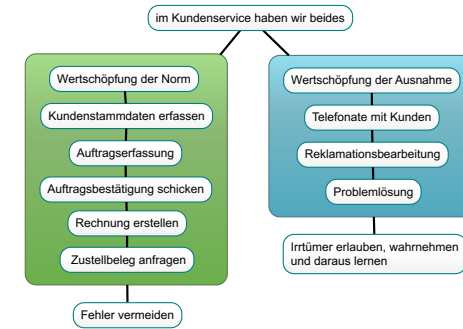 im Kundenservice haben wir beides
Wertschöpfung der Norm
Kundenstammdaten erfassen
Auftragserfassung
Auftragsbestätigung schicken
Rechnung erstellen
Zustellbeleg anfragen
Fehler vermeiden
Wertschöpfung der Ausnahme
Telefonate mit Kunden
Reklamationsbearbeitung
Problemlösung
Irrtümer erlauben, wahrnehmen
und daraus lernen